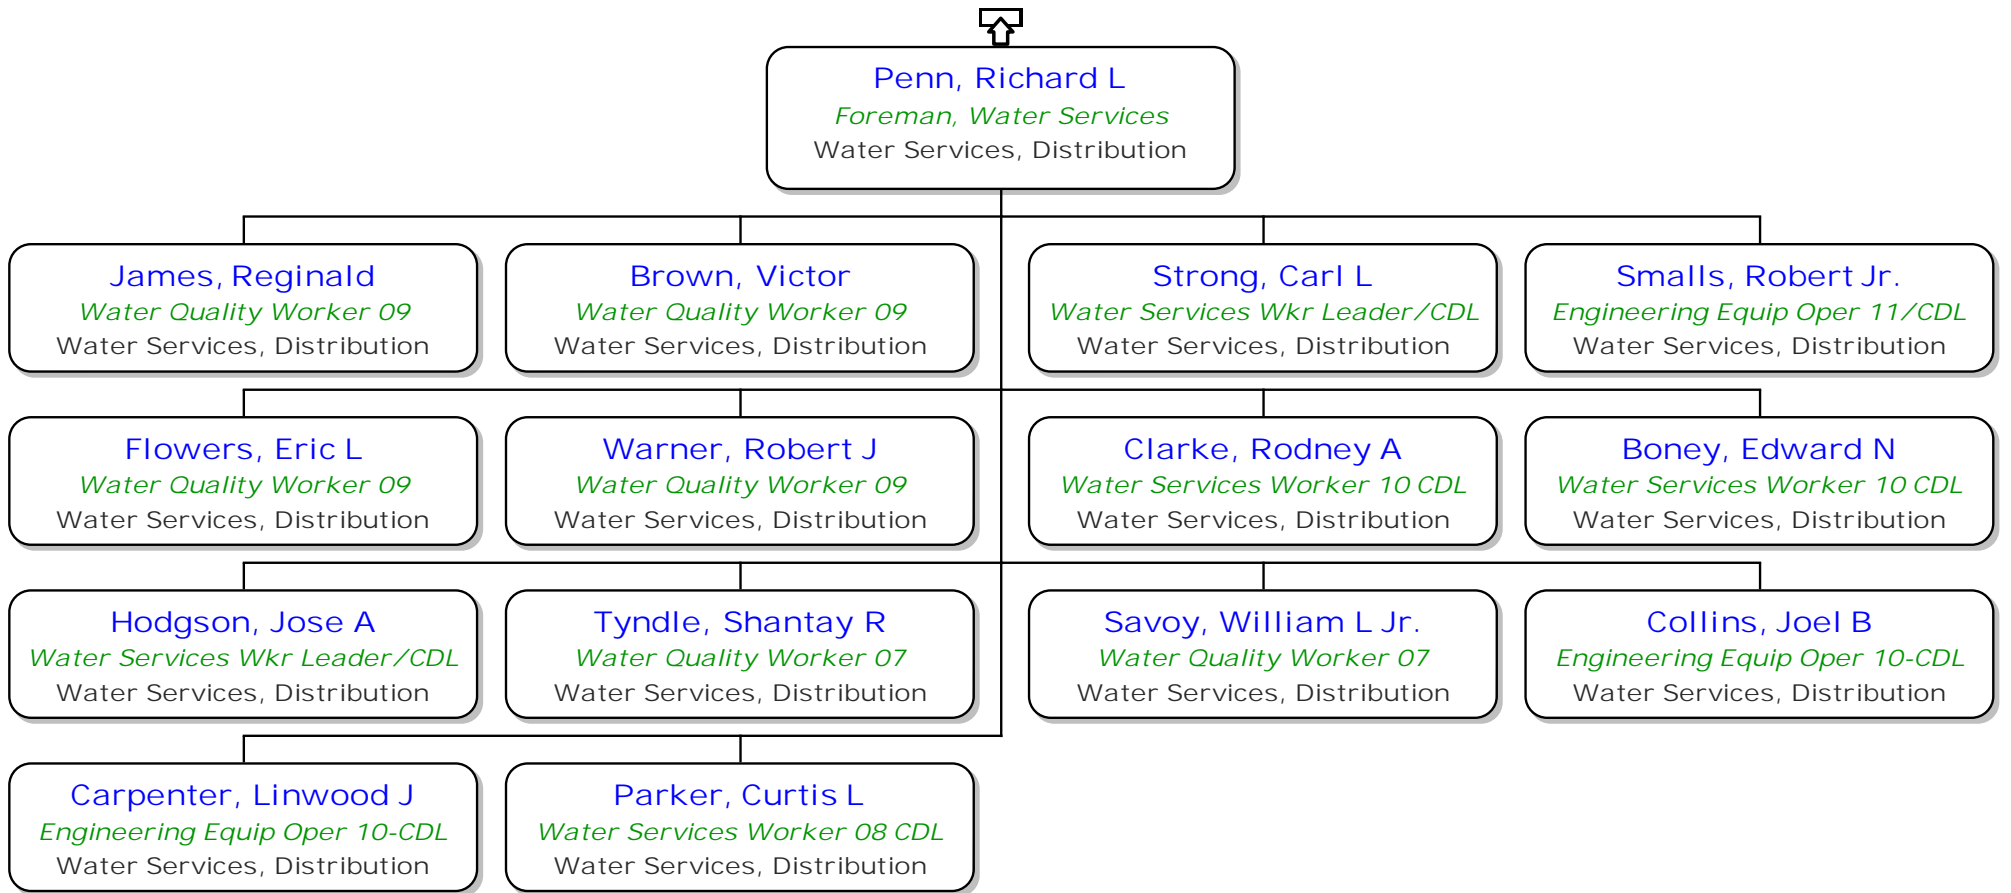 Penn, Richard L
Foreman, Water Services
Water Services, Distribution
James, Reginald
Water Quality Worker 09
Water Services, Distribution
Brown, Victor
Water Quality Worker 09
Water Services, Distribution
Strong, Carl L
Water Services Wkr Leader/CDL
Water Services, Distribution
Smalls, Robert Jr.
Engineering Equip Oper 11/CDL
Water Services, Distribution
Flowers, Eric L
Water Quality Worker 09
Water Services, Distribution
Warner, Robert J
Water Quality Worker 09
Water Services, Distribution
Clarke, Rodney A
Water Services Worker 10 CDL
Water Services, Distribution
Boney, Edward N
Water Services Worker 10 CDL
Water Services, Distribution
Hodgson, Jose A
Water Services Wkr Leader/CDL
Water Services, Distribution
Tyndle, Shantay R
Water Quality Worker 07
Water Services, Distribution
Savoy, William L Jr.
Water Quality Worker 07
Water Services, Distribution
Collins, Joel B
Engineering Equip Oper 10-CDL
Water Services, Distribution
Carpenter, Linwood J
Engineering Equip Oper 10-CDL
Water Services, Distribution
Parker, Curtis L
Water Services Worker 08 CDL
Water Services, Distribution